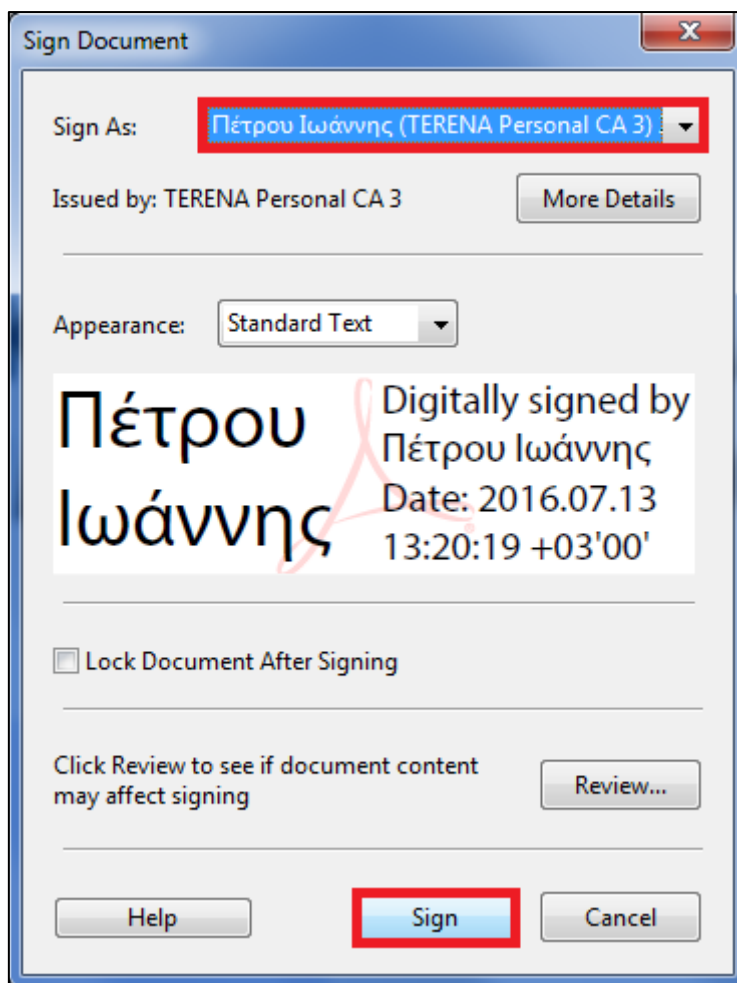 Sign Document
Sign As: Πέτρου Ιωάννης (TERENA Personal CA 3)
Issued by: TERENA Personal CA 3 More Details
Appearance: Standard Text
Πέτρου
Ιωάννης
Digitally signed by
Πέτρου Ιωάννης
Date: 2016.07.13
13:20:19 +03'00'
Lock Document After Signing
Click Review to see if document content
may affect signing
Review...
Help Sign Cancel